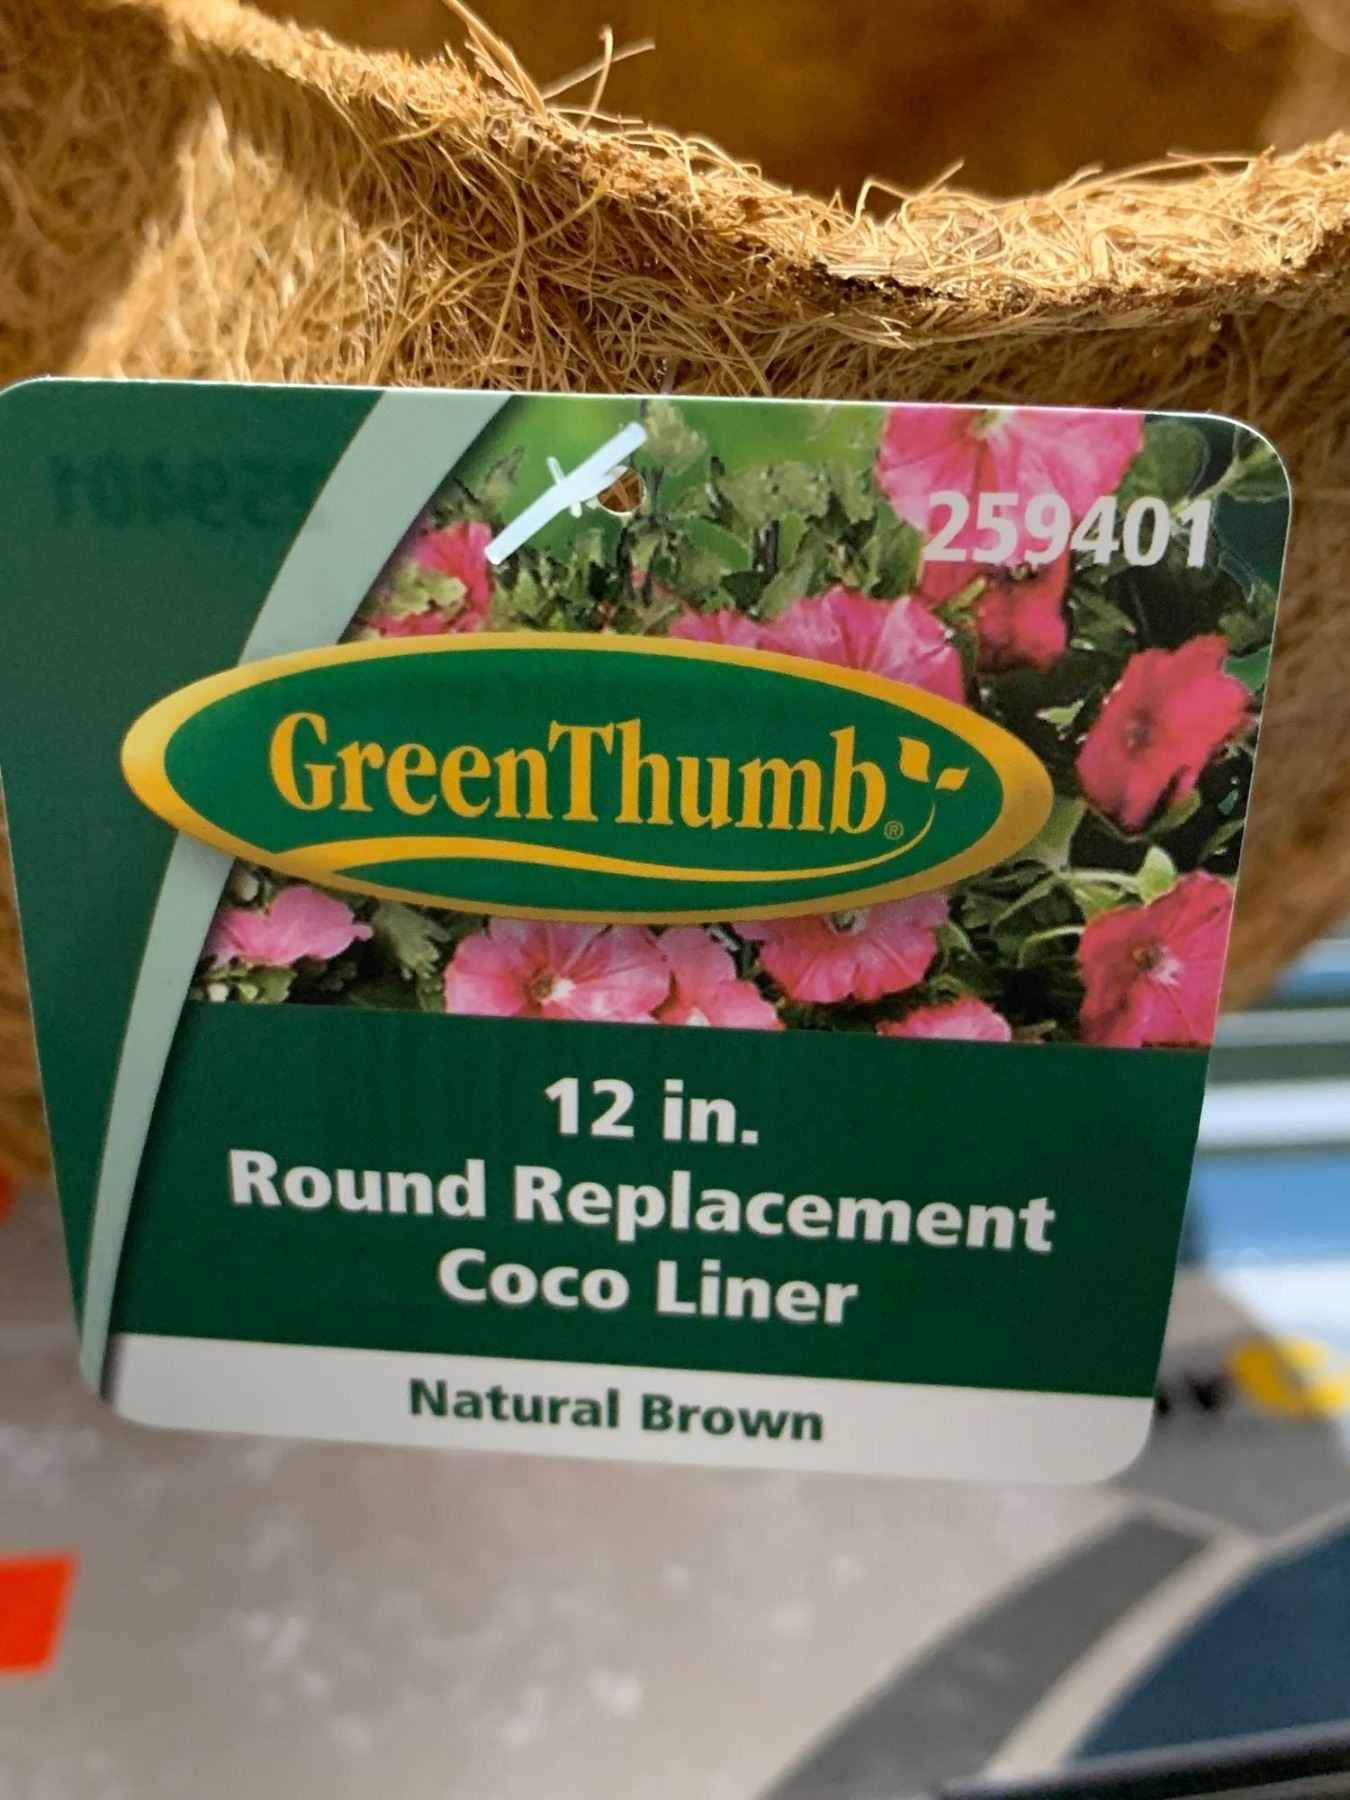 259401
GreenThumb®
12 in.
Round Replacement
Coco Liner
Natural Brown